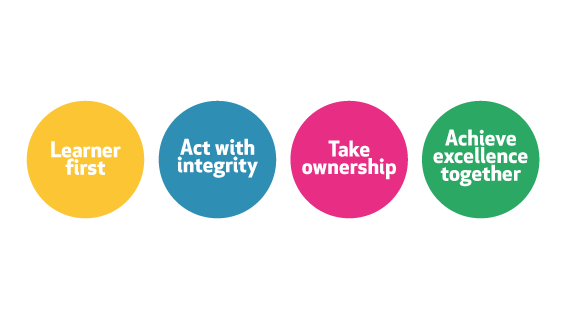 Learner
first
Act with
integrity
Take
ownership
Achieve
excellence
together